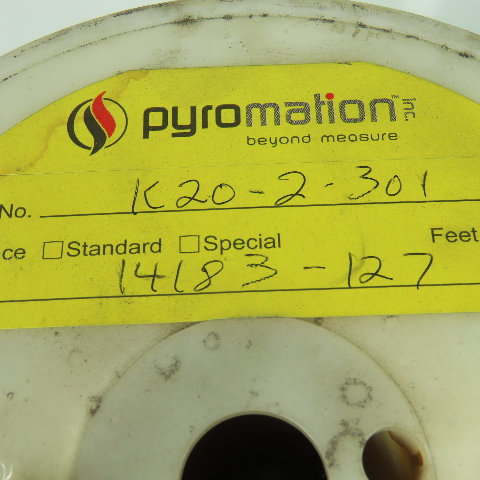 pyromation inc.
beyond measure
No. K20-2-301
ce ☐ Standard ☐ Special Feet
14183-127